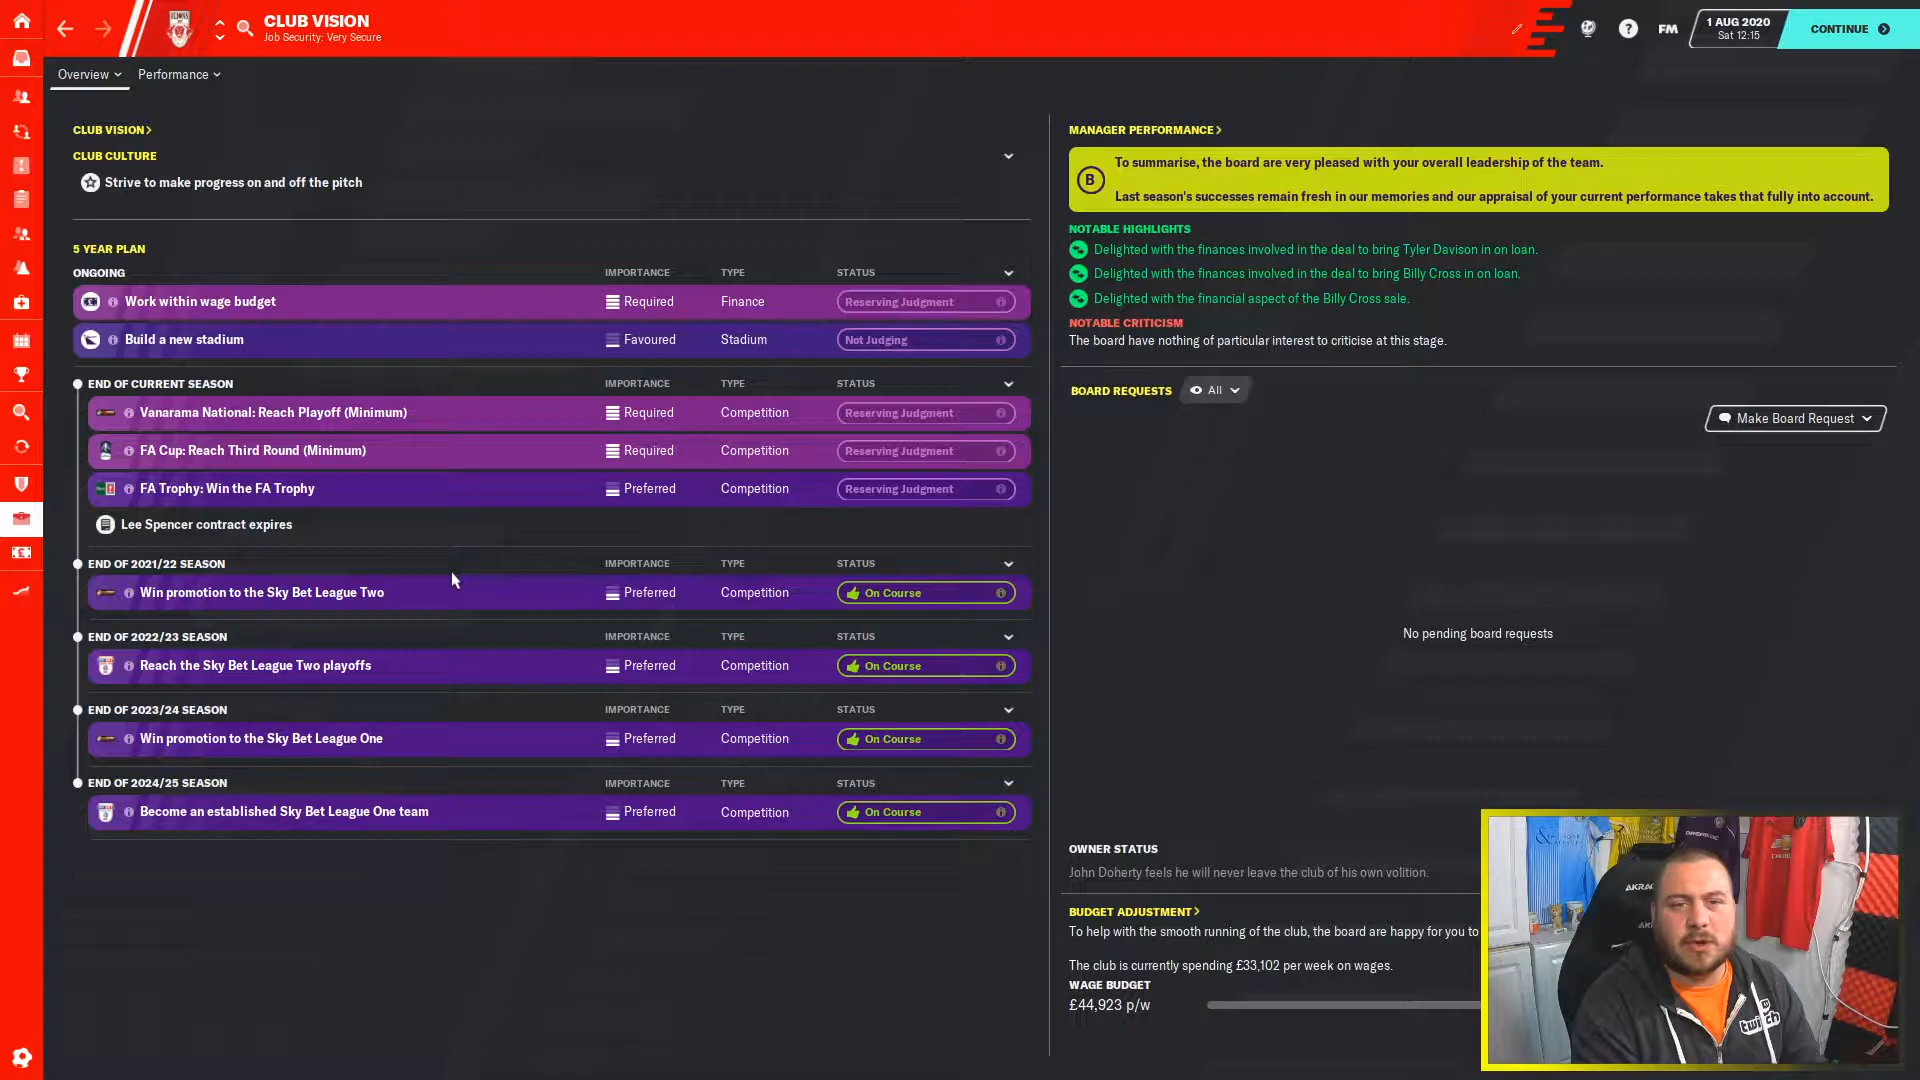 CLUB VISION
Job Security: Very Secure
FM
1 AUG 2020
Sat 12:15
CONTINUE
Overview
Performance
CLUB VISION
CLUB CULTURE
Strive to make progress on and off the pitch
5 YEAR PLAN
ONGOING IMPORTANCE TYPE STATUS
Work within wage budget Required Finance Reserving Judgment
Build a new stadium Favoured Stadium Not Judging
END OF CURRENT SEASON IMPORTANCE TYPE STATUS
Vanarama National: Reach Playoff (Minimum) Required Competition Reserving Judgment
FA Cup: Reach Third Round (Minimum) Required Competition Reserving Judgment
FA Trophy: Win the FA Trophy Preferred Competition Reserving Judgment
Lee Spencer contract expires
END OF 2021/22 SEASON IMPORTANCE TYPE STATUS
Win promotion to the Sky Bet League Two Preferred Competition On Course
END OF 2022/23 SEASON IMPORTANCE TYPE STATUS
Reach the Sky Bet League Two playoffs Preferred Competition On Course
END OF 2023/24 SEASON IMPORTANCE TYPE STATUS
Win promotion to the Sky Bet League One Preferred Competition On Course
END OF 2024/25 SEASON IMPORTANCE TYPE STATUS
Become an established Sky Bet League One team Preferred Competition On Course
MANAGER PERFORMANCE
B
To summarise, the board are very pleased with your overall leadership of the team.
Last season's successes remain fresh in our memories and our appraisal of your current performance takes that fully into account.
NOTABLE HIGHLIGHTS
Delighted with the finances involved in the deal to bring Tyler Davison in on loan.
Delighted with the finances involved in the deal to bring Billy Cross in on loan.
Delighted with the financial aspect of the Billy Cross sale.
NOTABLE CRITICISM
The board have nothing of particular interest to criticise at this stage.
BOARD REQUESTS All
Make Board Request
No pending board requests
OWNER STATUS
John Doherty feels he will never leave the club of his own volition.
BUDGET ADJUSTMENT
To help with the smooth running of the club, the board are happy for you to
The club is currently spending £33,102 per week on wages.
WAGE BUDGET
£44,923 p/w
twitch